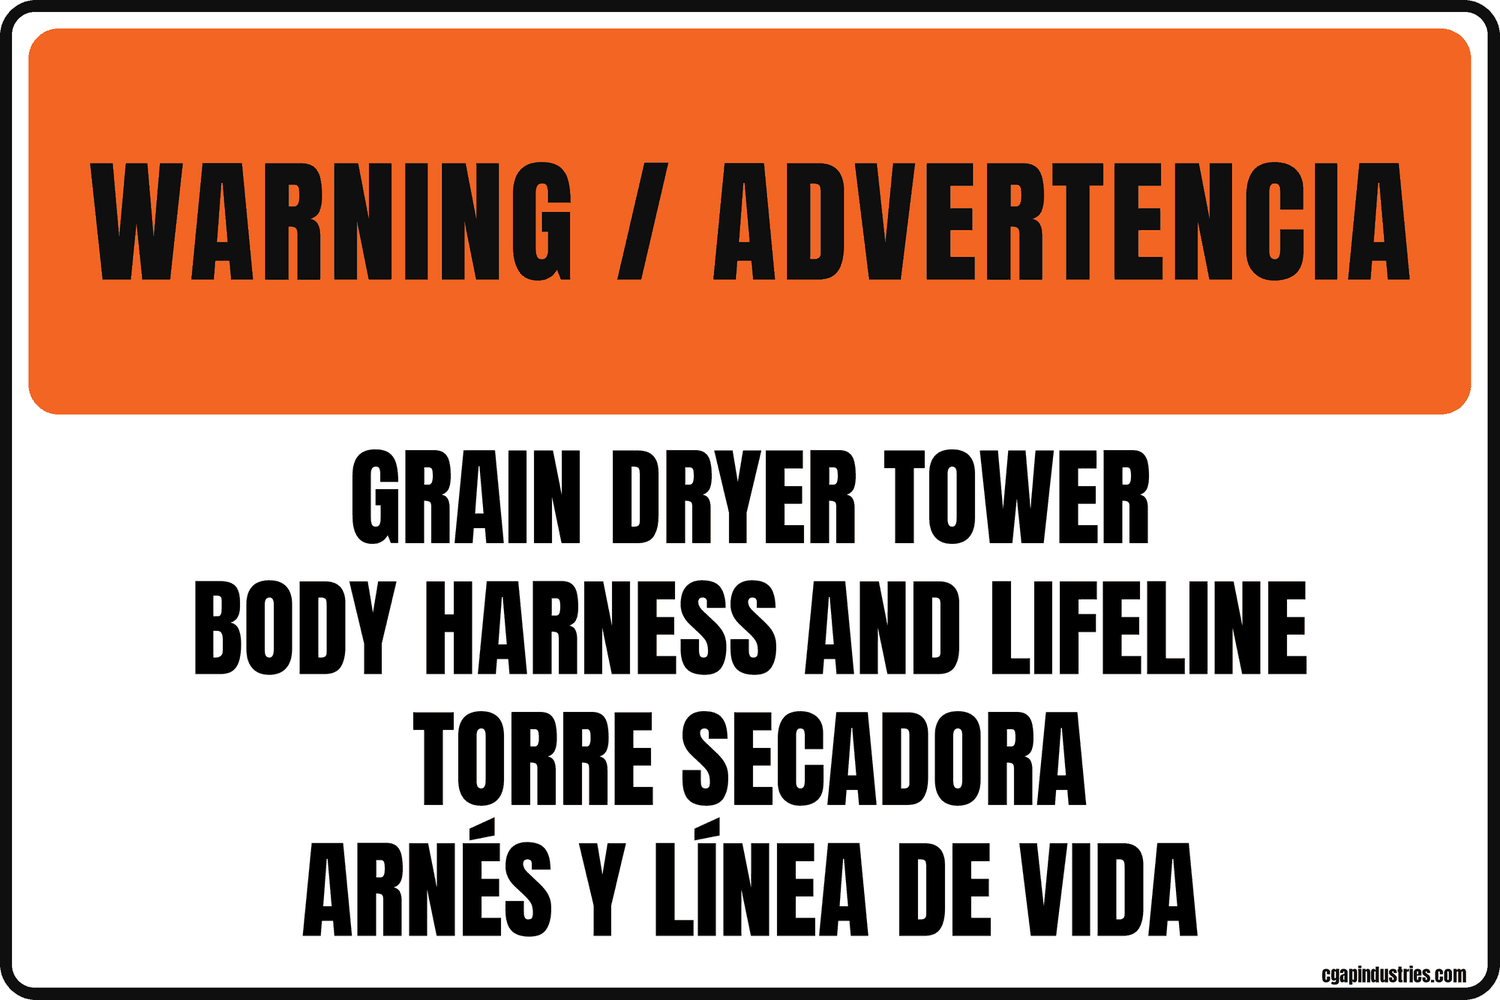 WARNING / ADVERTENCIA
GRAIN DRYER TOWER
BODY HARNESS AND LIFELINE
TORRE SECADORA
ARNÉS Y LÍNEA DE VIDA
cgapindustries.com